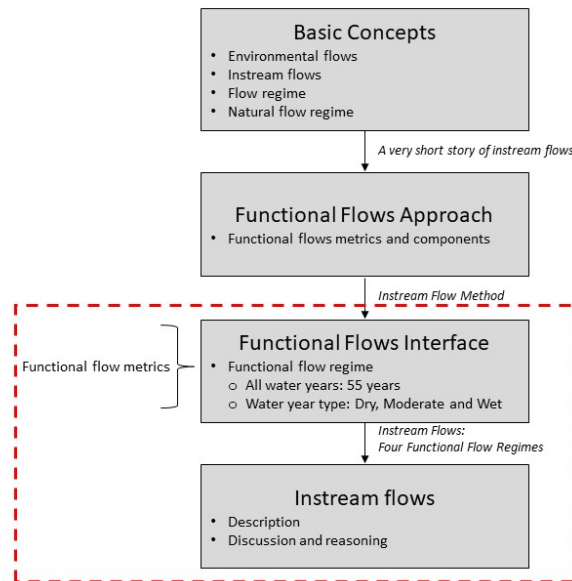 Basic Concepts
• Environmental flows
• Instream flows
• Flow regime
• Natural flow regime
A very short story of instream flows
Functional Flows Approach
• Functional flows metrics and components
Instream Flow Method
Functional flow metrics
Functional Flows Interface
• Functional flow regime
o All water years: 55 years
o Water year type: Dry, Moderate and Wet
Instream Flows:
Four Functional Flow Regimes
Instream flows
• Description
• Discussion and reasoning